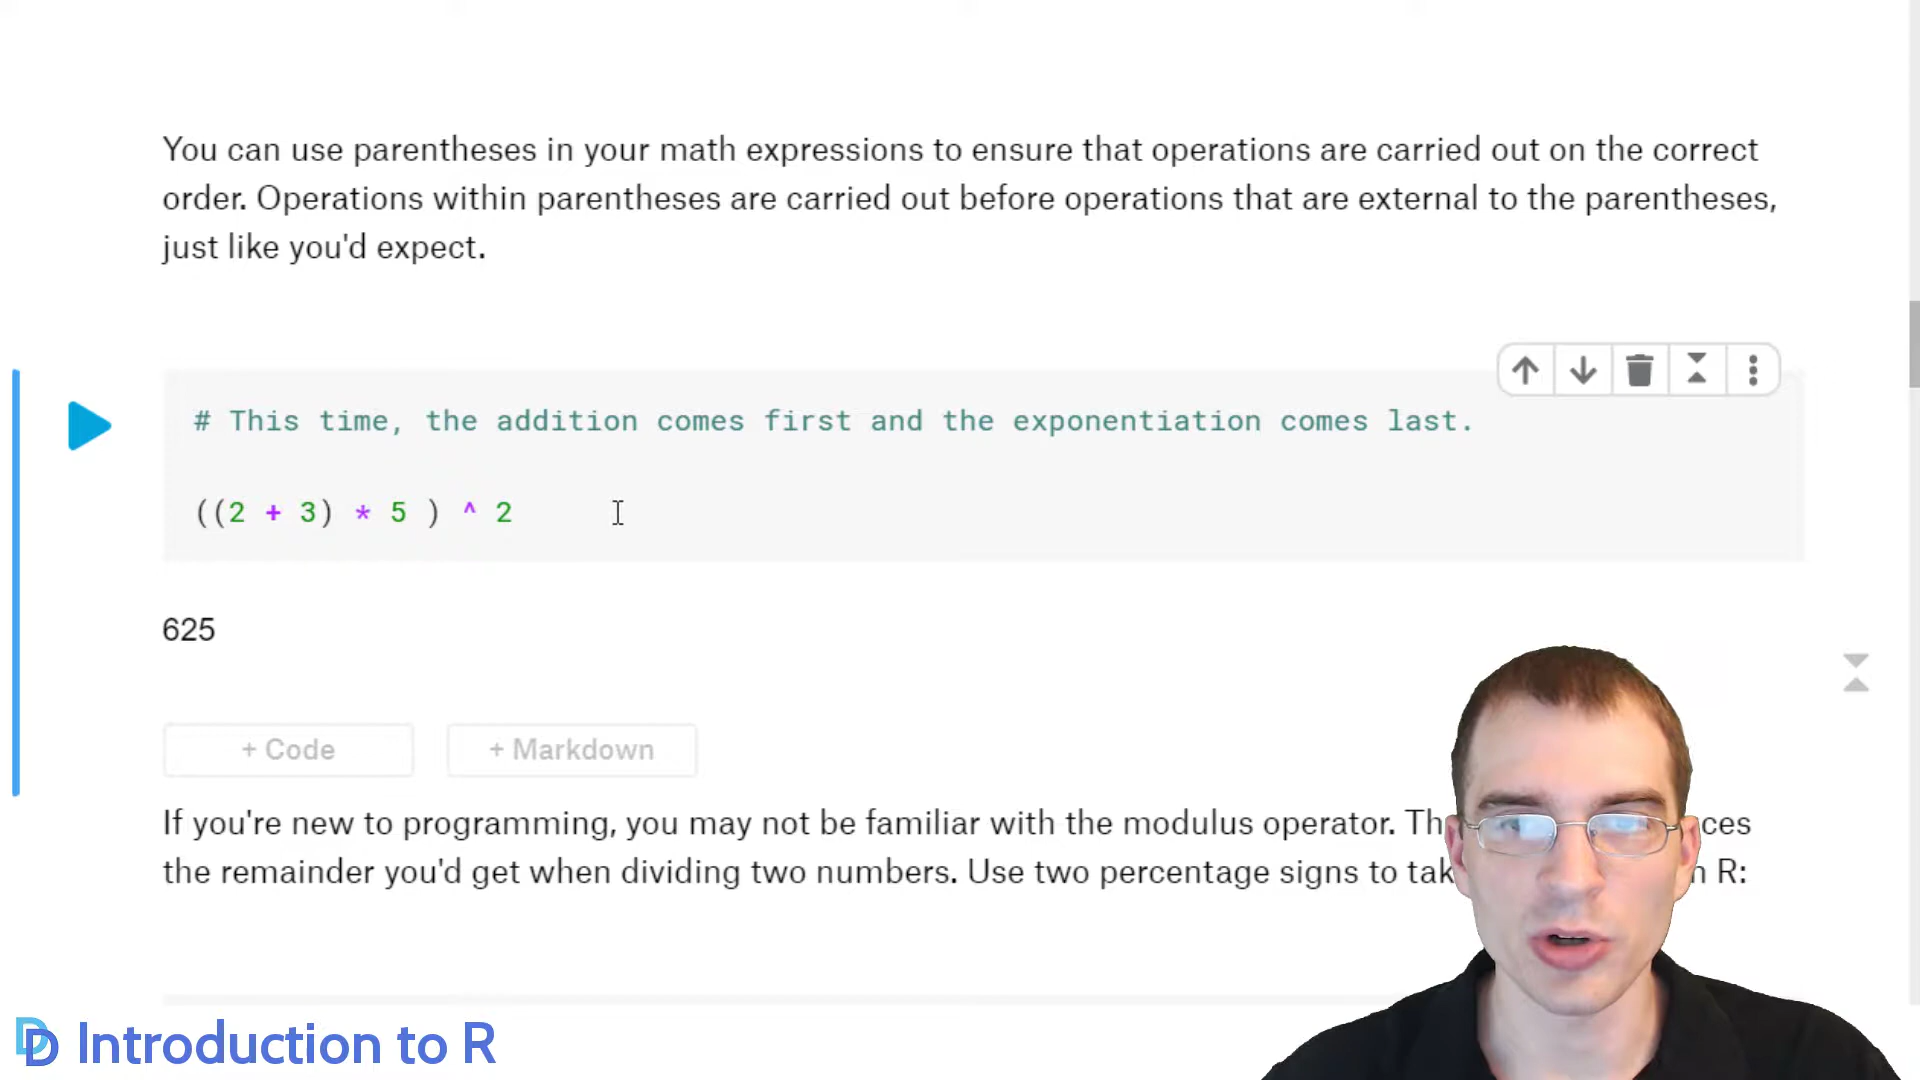 You can use parentheses in your math expressions to ensure that operations are carried out on the correct
order. Operations within parentheses are carried out before operations that are external to the parentheses,
just like you'd expect.
# This time, the addition comes first and the exponentiation comes last.
((2 + 3) * 5 ) ^ 2
625
+ Code
+ Markdown
If you're new to programming, you may not be familiar with the modulus operator. Th ces
the remainder you'd get when dividing two numbers. Use two percentage signs to tak n R:
Introduction to R